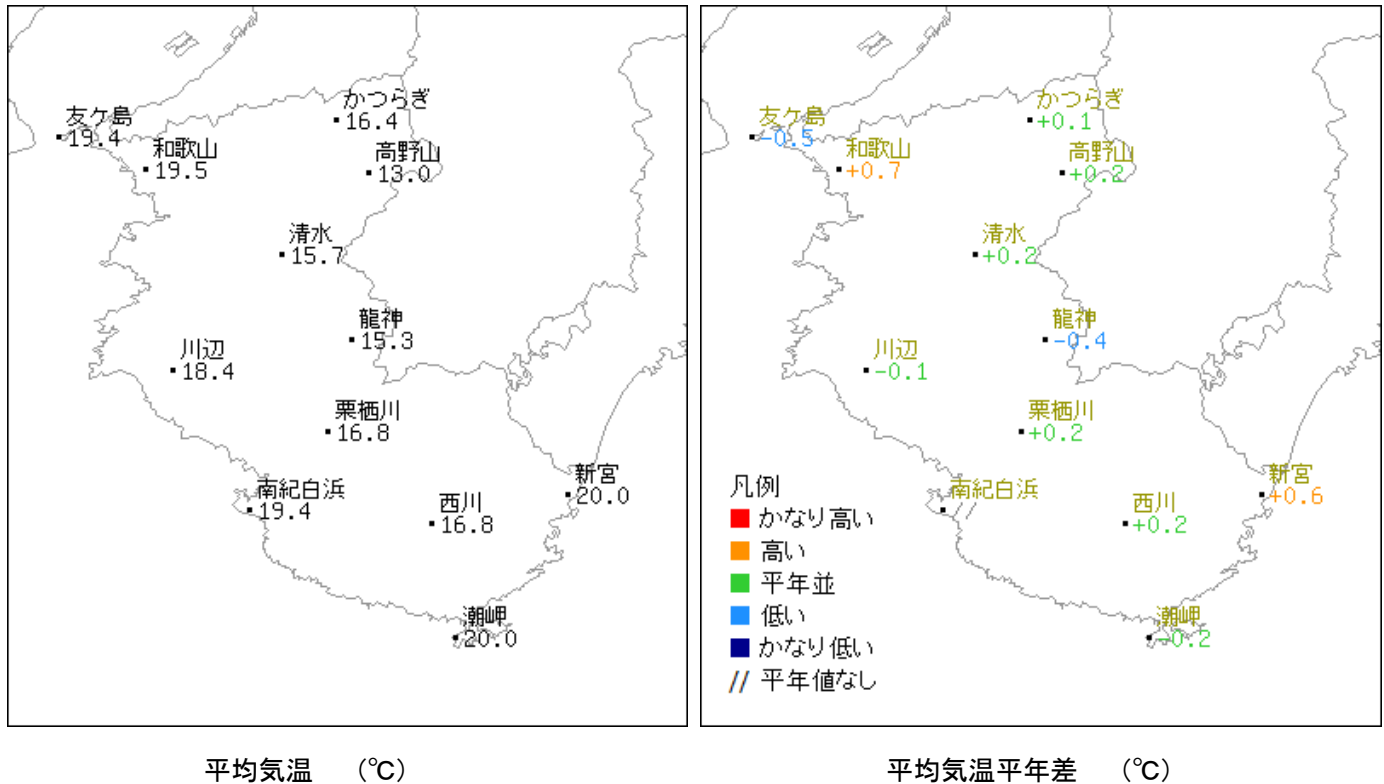 友ケ島
19.4
和歌山
19.5
かつらぎ
16.4
高野山
13.0
清水
15.7
龍神
15.3
川辺
18.4
栗栖川
16.8
南紀白浜
19.4
西川
16.8
新宮
20.0
潮岬
20.0
平均気温 (℃)
友ケ島
-0.5
和歌山
+0.7
かつらぎ
+0.1
高野山
+0.2
清水
+0.2
龍神
-0.4
川辺
-0.1
栗栖川
+0.2
南紀白浜
//
西川
+0.2
新宮
+0.6
潮岬
-0.2
凡例
かなり高い
高い
平年並
低い
かなり低い
// 平年値なし
平均気温平年差 (℃)